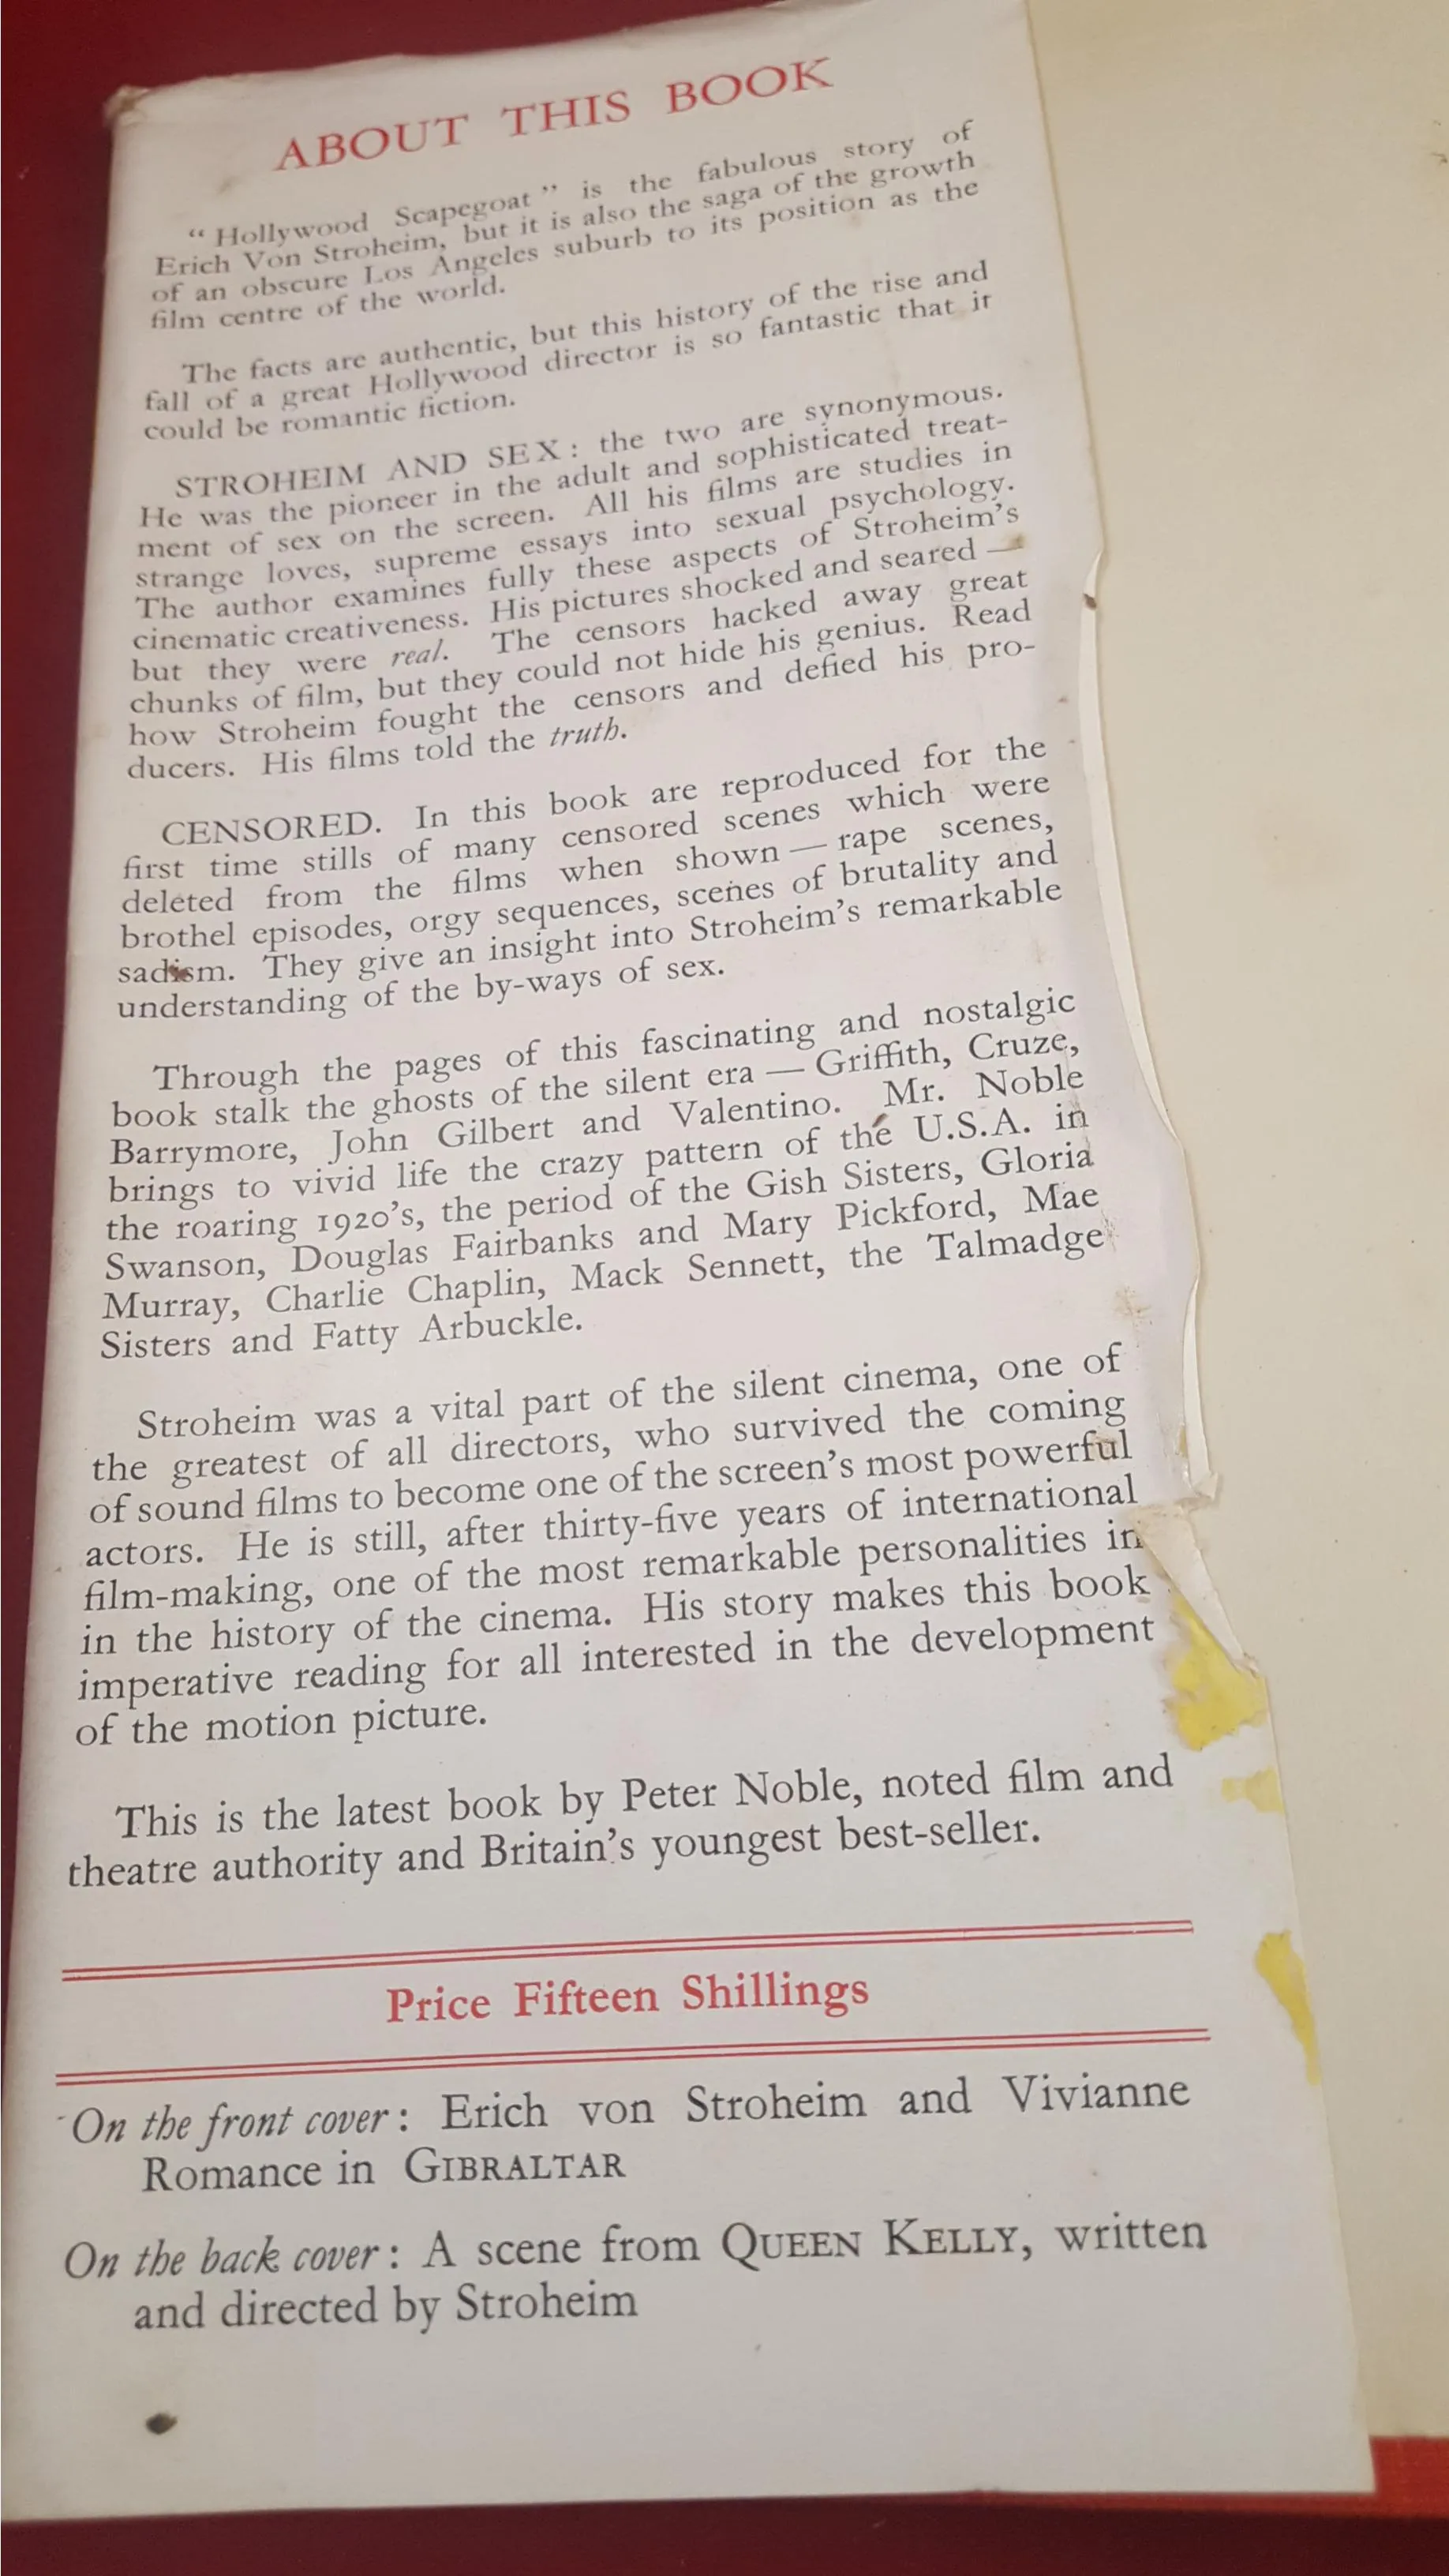 ABOUT THIS BOOK
“ Hollywood Scapegoat ” is the fabulous story of
Erich Von Stroheim, but it is also the saga of the growth
of an obscure Los Angeles suburb to its position as the
film centre of the world.
The facts are authentic, but this history of the rise and
fall of a great Hollywood director is so fantastic that it
could be romantic fiction.
STROHEIM AND SEX : the two are synonymous.
He was the pioneer in the adult and sophisticated treat-
ment of sex on the screen. All his films are studies in
strange loves, supreme essays into sexual psychology.
The author examines fully these aspects of Stroheim’s
cinematic creativeness. His pictures shocked and seared —
but they were real. The censors hacked away great
chunks of film, but they could not hide his genius. Read
how Stroheim fought the censors and defied his pro-
ducers. His films told the truth.
CENSORED. In this book are reproduced for the
first time stills of many censored scenes which were
deleted from the films when shown — rape scenes,
brothel episodes, orgy sequences, scenes of brutality and
sadism. They give an insight into Stroheim’s remarkable
understanding of the by-ways of sex.
Through the pages of this fascinating and nostalgic
book stalk the ghosts of the silent era — Griffith, Cruze,
Barrymore, John Gilbert and Valentino. Mr. Noble
brings to vivid life the crazy pattern of the U.S.A. in
the roaring 1920’s, the period of the Gish Sisters, Gloria
Swanson, Douglas Fairbanks and Mary Pickford, Mae
Murray, Charlie Chaplin, Mack Sennett, the Talmadge
Sisters and Fatty Arbuckle.
Stroheim was a vital part of the silent cinema, one of
the greatest of all directors, who survived the coming
of sound films to become one of the screen’s most powerful
actors. He is still, after thirty-five years of international
film-making, one of the most remarkable personalities in
in the history of the cinema. His story makes this book
imperative reading for all interested in the development
of the motion picture.
This is the latest book by Peter Noble, noted film and
theatre authority and Britain’s youngest best-seller.
Price Fifteen Shillings
On the front cover : Erich von Stroheim and Vivianne
Romance in GIBRALTAR
On the back cover : A scene from QUEEN KELLY, written
and directed by Stroheim